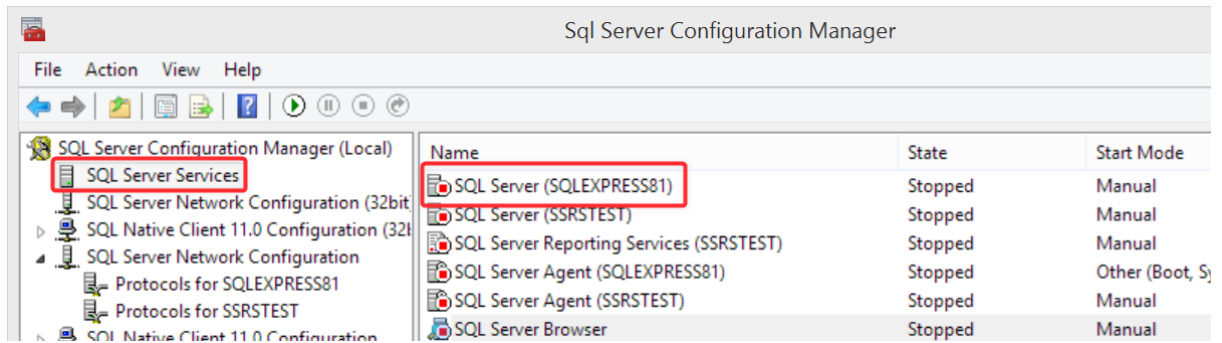 Sql Server Configuration Manager
File Action View Help
SQL Server Configuration Manager (Local)
SQL Server Services
SQL Server Network Configuration (32bit
SQL Native Client 11.0 Configuration (32
SQL Server Network Configuration
Protocols for SQLEXPRESS81
Protocols for SSRSTEST
SQL Native Client 11.0 Configuration
Name State Start Mode
SQL Server (SQLEXPRESS81) Stopped Manual
SQL Server (SSRSTEST) Stopped Manual
SQL Server Reporting Services (SSRSTEST) Stopped Manual
SQL Server Agent (SQLEXPRESS81) Stopped Other (Boot, Sy
SQL Server Agent (SSRSTEST) Stopped Manual
SQL Server Browser Stopped Manual